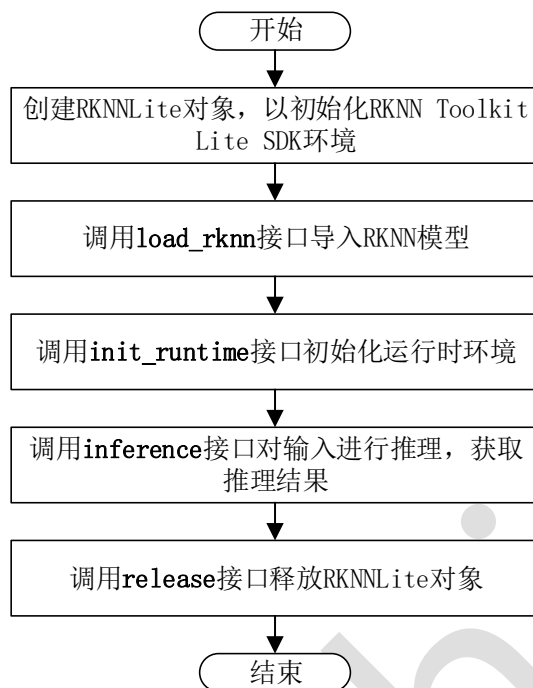 开始
创建RKNNLite对象，以初始化RKNN Toolkit
Lite SDK环境
调用load_rknn接口导入RKNN模型
调用init_runtime接口初始化运行时环境
调用inference接口对输入进行推理，获取
推理结果
调用release接口释放RKNNLite对象
结束